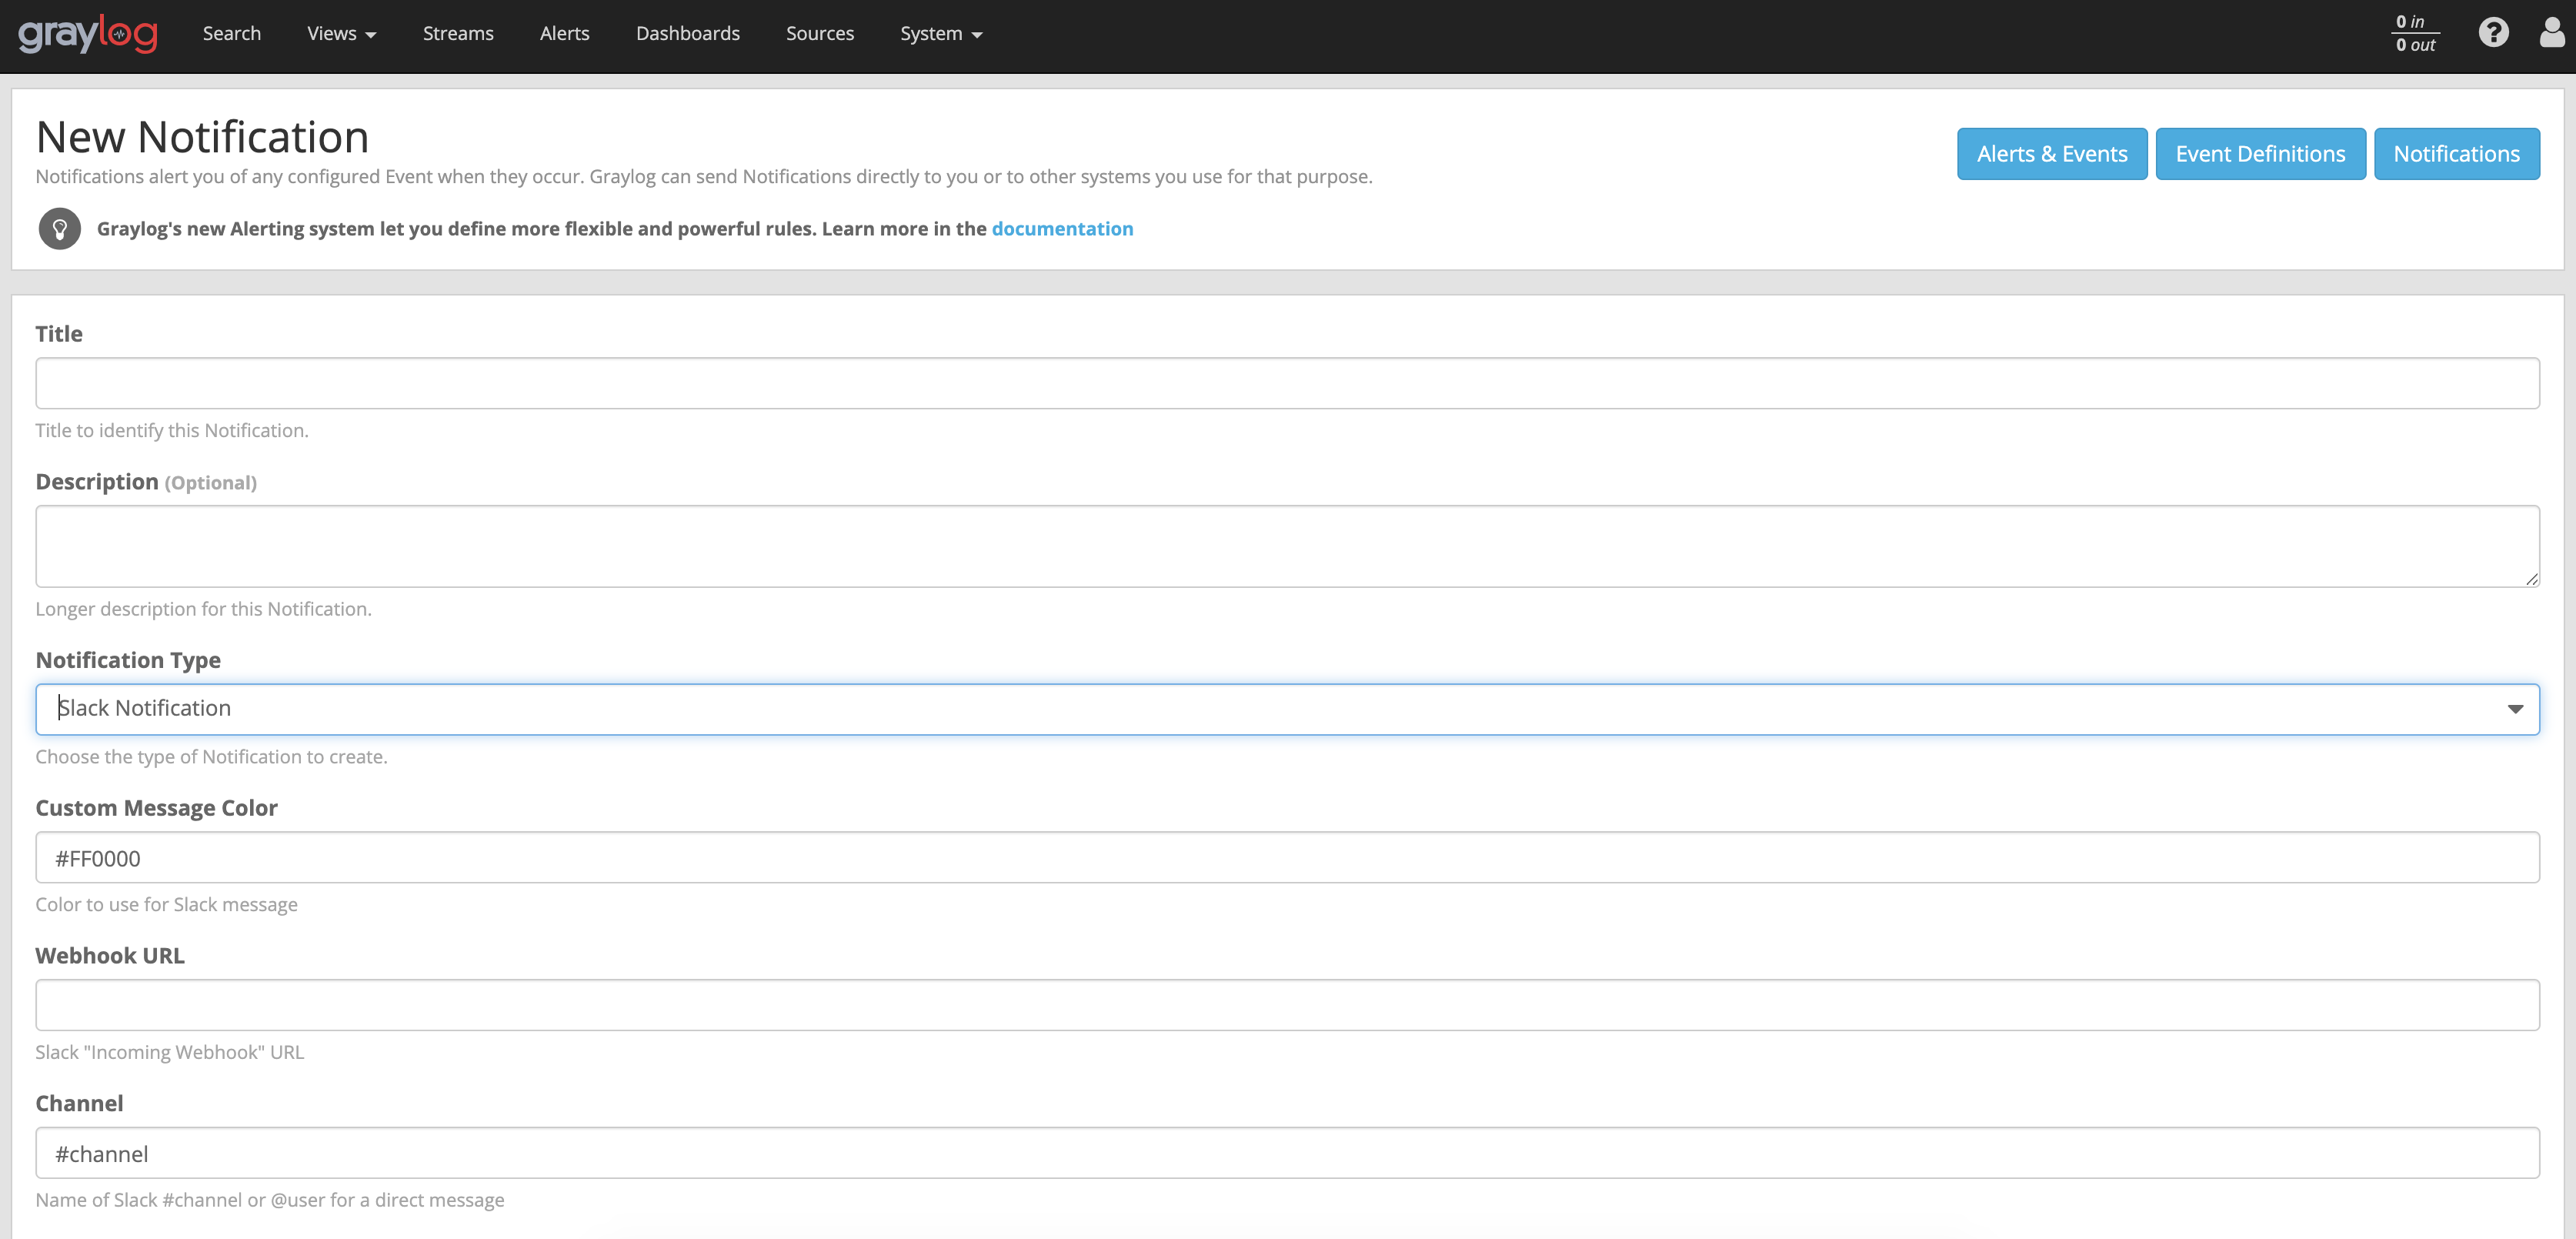 graylog
Search Views Streams Alerts Dashboards Sources System
0 in
0 out
New Notification
Alerts & Events Event Definitions Notifications
Notifications alert you of any configured Event when they occur. Graylog can send Notifications directly to you or to other systems you use for that purpose.
Graylog's new Alerting system let you define more flexible and powerful rules. Learn more in the documentation
Title
Title to identify this Notification.
Description (Optional)
Longer description for this Notification.
Notification Type
Slack Notification
Choose the type of Notification to create.
Custom Message Color
#FF0000
Color to use for Slack message
Webhook URL
Slack "Incoming Webhook" URL
Channel
#channel
Name of Slack #channel or @user for a direct message